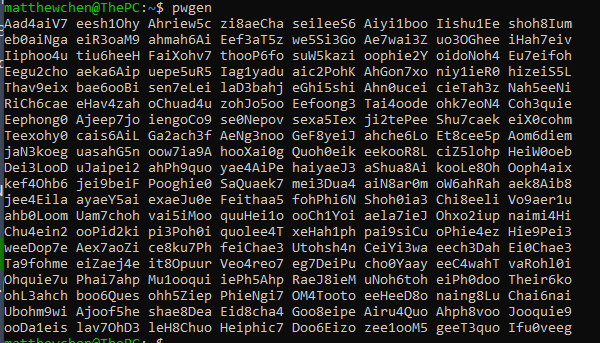 matthewchen@ThePC:~$ pwgen
Aad4aiV7 eesh1Ohy Ahriew5c zi8aeCha seileeS6 Aiyi1boo Iishu1Ee shoh8Ium
eb0aiNga eiR3oaM9 ahmah6Ai Eef3aT5z we5Si3Go Ae7wai3Z uo3OGhee iHah7eiv
Iiphoo4u tiu6heeH FaiXohv7 thooP6fo suW5kazi oophie2Y oidoNoh4 Eu7eifoh
Eegu2cho aeka6Aip uepe5uR5 Iag1yadu aic2PohK AhGon7xo niy1ieR0 hizeiS5L
Thav9eix bae6ooBi sen7eLei laD3bahj eGhi5shi Ahn0ucei cieTah3z Nah5eeNi
RiCh6cae eHav4zah oChuad4u zohJo5oo Eefoong3 Tai4oode ohk7eoN4 Coh3quie
Eephong0 Ajeep7jo iengoCo9 se0Nepov sexa5Iex ji2tePee Shu7caek eiX0cohm
Teexohy0 cais6AiL Ga2ach3f AeNg3noo GeF8yeiJ ahche6Lo Et8cee5p Aom6diem
jaN3koeg uasahG5n oow7ia9A hooXai0g Quoh0eik eekooR8L ciZ5lohp HeiW0oeb
Dei3LooD uJaipei2 ahPh9quo yae4AiPe haiyaeJ3 aShua8Ai kooLe8Oh Ooph4aix
kef4Ohb6 jei9beiF Pooghie0 SaQuaek7 mei3Dua4 aiN8ar0m oW6ahRah aek8Aib8
jee4Eila ayaeY5ai exaeJu0e Feithaa5 fohPhi6N Shoh0ia3 Chi8eeli Vo9aer1u
ahb0Loom Uam7choh vai5iMoo quuHei1o ooCh1Yoi aela7ieJ Ohxo2iup naimi4Hi
Chu4ein2 ooPid2ki pi3Poh0i quolee4T xeHah1ph pai9siCu oPhie4ez Hie9Pei3
weeDop7e Aex7aoZi ce8ku7Ph feiChae3 Utohsh4n CeiYi3wa eech3Dah Ei0Chae3
Ta9fohme eiZaej4e it8Opuur Veo4reo7 eg7DeiPu cho0Yaay eeC4wahT vaRohl0i
Ohquie7u Phai7ahp Mu1ooqui iePh5Ahp RaeJ8ieM uNoh6toh eiPh0doo Their6ko
ohL3ahch boo6Ques ohh5Ziep PhieNgi7 OM4Tooto eeHeeD8o naing8Lu Chai6nai
Ubohm9wi Ajoof5he shae8Dea Eid8cha4 Goo8eipe Airu4Quo Ahph8voo Jooquie9
ooDa1eis lav7OhD3 leH8Chuo Heiphic7 Doo6Eizo zee1ooM5 geeT3quo Ifu0veeg